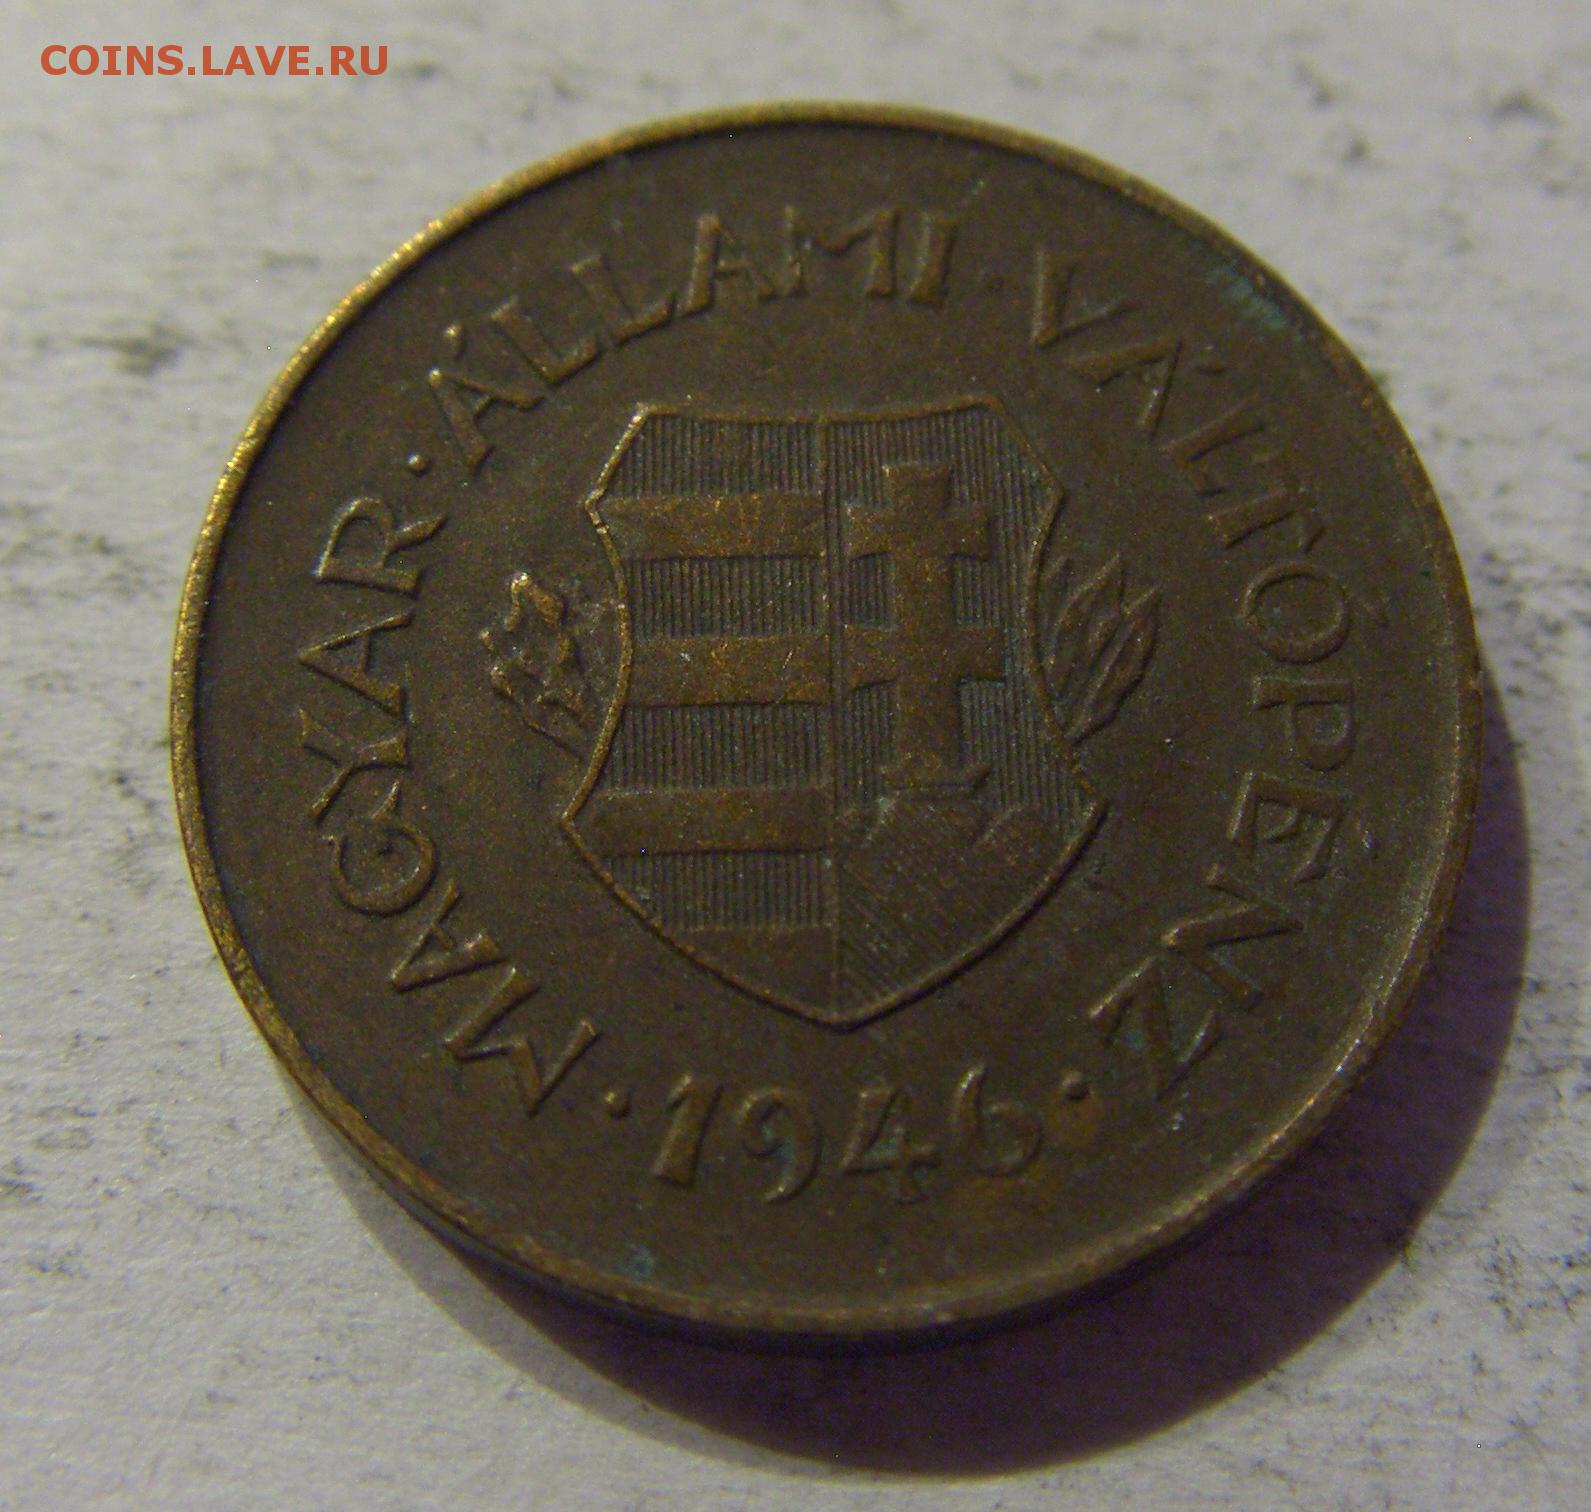 COINS.LAVE.RU
MAGYAR · ÁLLAMI · VÁLTÓPÉNZ
· 1946 ·